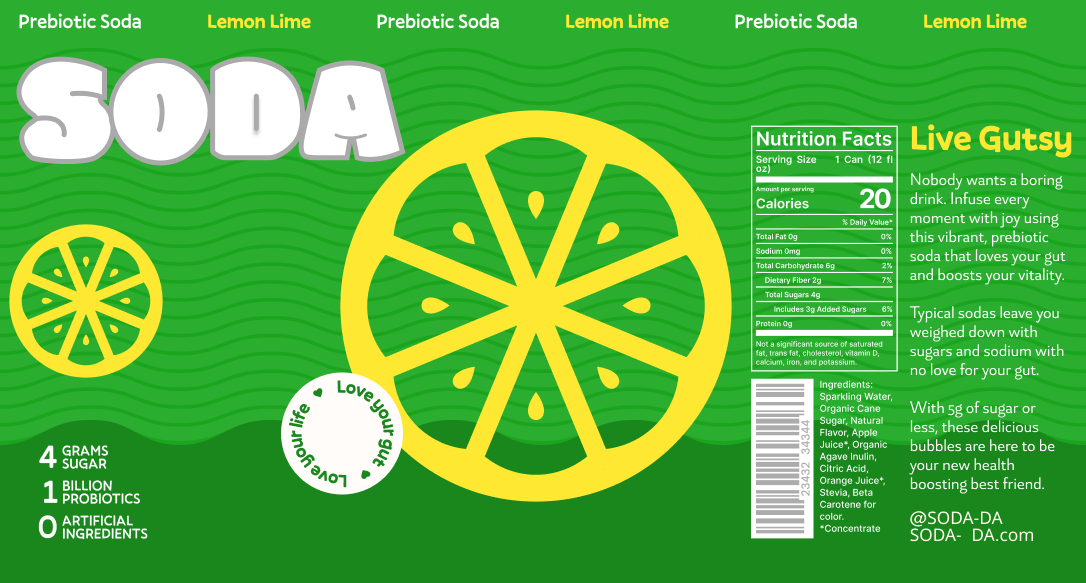 Prebiotic Soda Lemon Lime Prebiotic Soda Lemon Lime Prebiotic Soda Lemon Lime
SODA
4 GRAMS
SUGAR
1 BILLION
PROBIOTICS
0 ARTIFICIAL
INGREDIENTS
Love your gut
Love your life
Nutrition Facts
Serving Size 1 Can (12 fl
oz)
Amount per serving
Calories 20
% Daily Value*
Total Fat 0g 0%
Sodium 0mg 0%
Total Carbohydrate 6g 2%
Dietary Fiber 2g 7%
Total Sugars 4g
Includes 3g Added Sugars 6%
Protein 0g 0%
Not a significant source of saturated
fat, trans fat, cholesterol, vitamin D,
calcium, iron, and potassium.
23432 34344
Ingredients:
Sparkling Water,
Organic Cane
Sugar, Natural
Flavor, Apple
Juice*, Organic
Agave Inulin,
Citric Acid,
Orange Juice*,
Stevia, Beta
Carotene for
color.
*Concentrate
Live Gutsy
Nobody wants a boring
drink. Infuse every
moment with joy using
this vibrant, prebiotic
soda that loves your gut
and boosts your vitality.
Typical sodas leave you
weighed down with
sugars and sodium with
no love for your gut.
With 5g of sugar or
less, these delicious
bubbles are here to be
your new health
boosting best friend.
@SODA-DA
SODA- DA.com